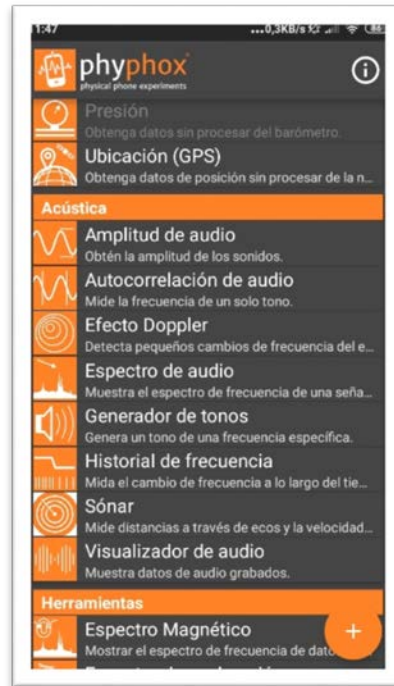 11:47
...0,3KB/s
phyphox
physical phone experiments
Presión
Obtenga datos sin procesar del barómetro.
Ubicación (GPS)
Obtenga datos de posición sin procesar de la n...
Acústica
Amplitud de audio
Obtén la amplitud de los sonidos.
Autocorrelación de audio
Mide la frecuencia de un solo tono.
Efecto Doppler
Detecta pequeños cambios de frecuencia del e...
Espectro de audio
Muestra el espectro de frecuencia de una seña...
Generador de tonos
Genera un tono de una frecuencia específica.
Historial de frecuencia
Mida el cambio de frecuencia a lo largo del tie...
Sónar
Mide distancias a través de ecos y la velocidad...
Visualizador de audio
Muestra datos de audio grabados.
Herramientas
Espectro Magnético
Mostrar el espectro de frecuencia de dato